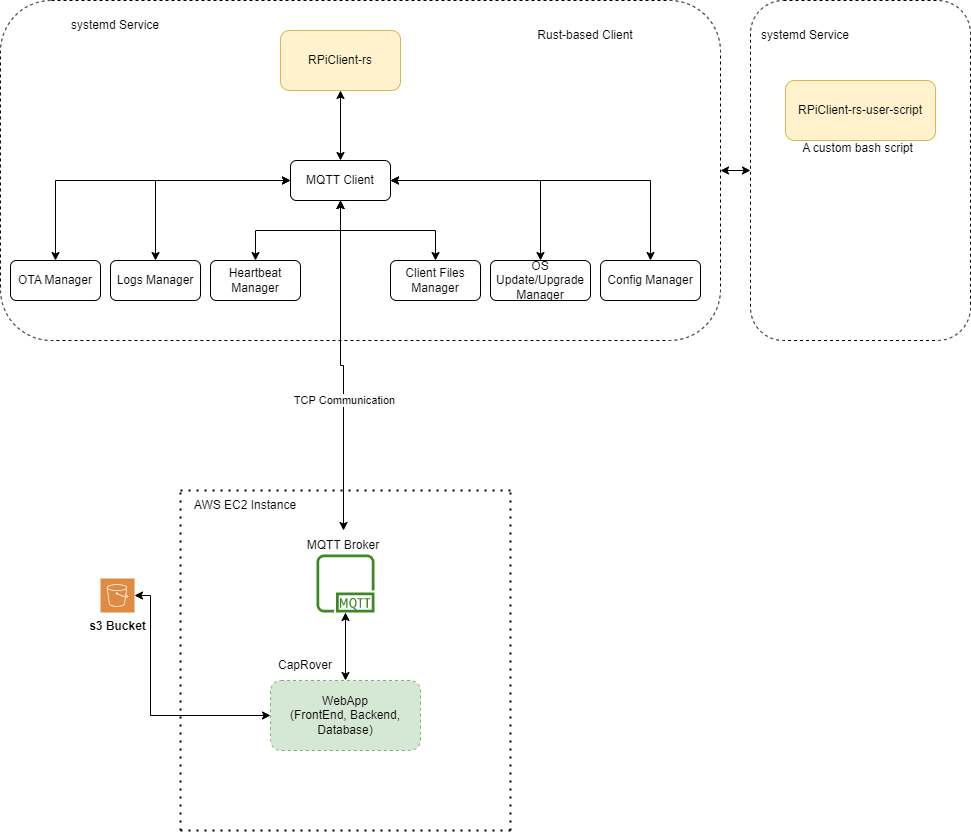 systemd Service
Rust-based Client
systemd Service
RPiClient-rs
RPiClient-rs-user-script
A custom bash script
MQTT Client
OTA Manager
Logs Manager
Heartbeat
Manager
Client Files
Manager
OS
Update/Upgrade
Manager
Config Manager
TCP Communication
AWS EC2 Instance
MQTT Broker
MQTT
s3 Bucket
CapRover
WebApp
(FrontEnd, Backend,
Database)